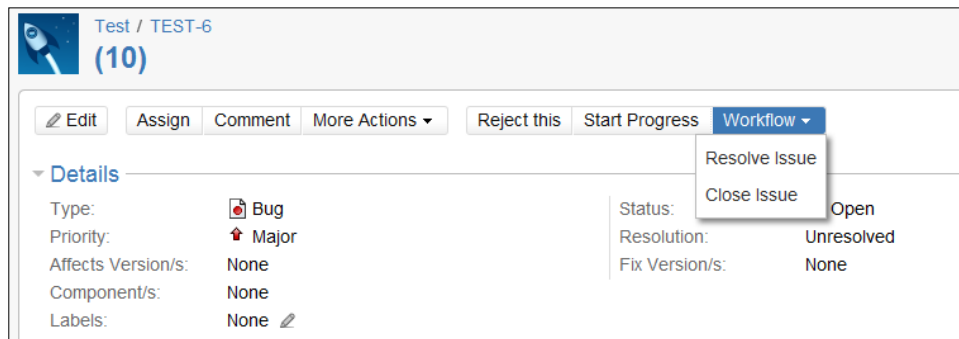 Test / TEST-6
(10)
Edit Assign Comment More Actions Reject this Start Progress Workflow
Resolve Issue
Close Issue
Details
Type: Bug Status: Open
Priority: Major Resolution: Unresolved
Affects Version/s: None Fix Version/s: None
Component/s: None
Labels: None